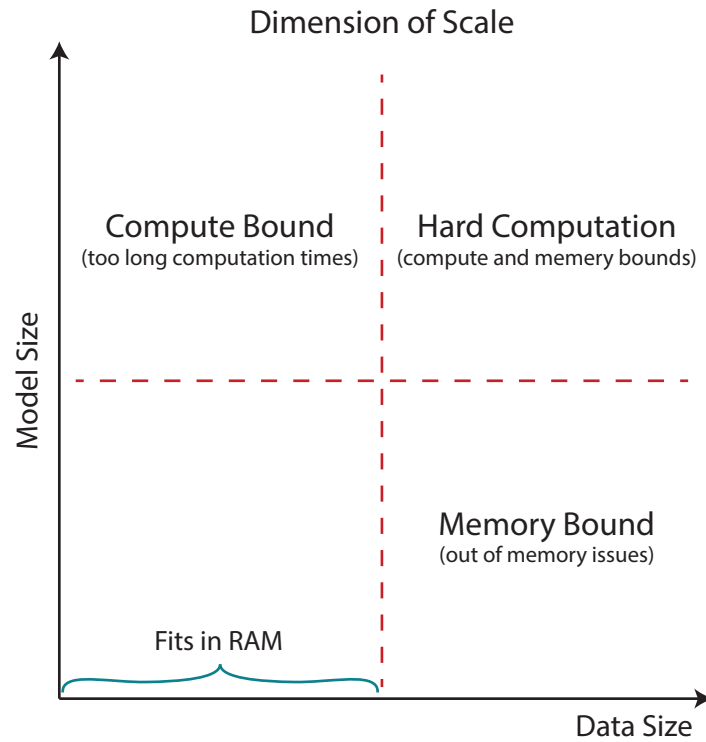 Dimension of Scale
Compute Bound
(too long computation times)
Hard Computation
(compute and memery bounds)
Model Size
Memory Bound
(out of memory issues)
Fits in RAM
Data Size